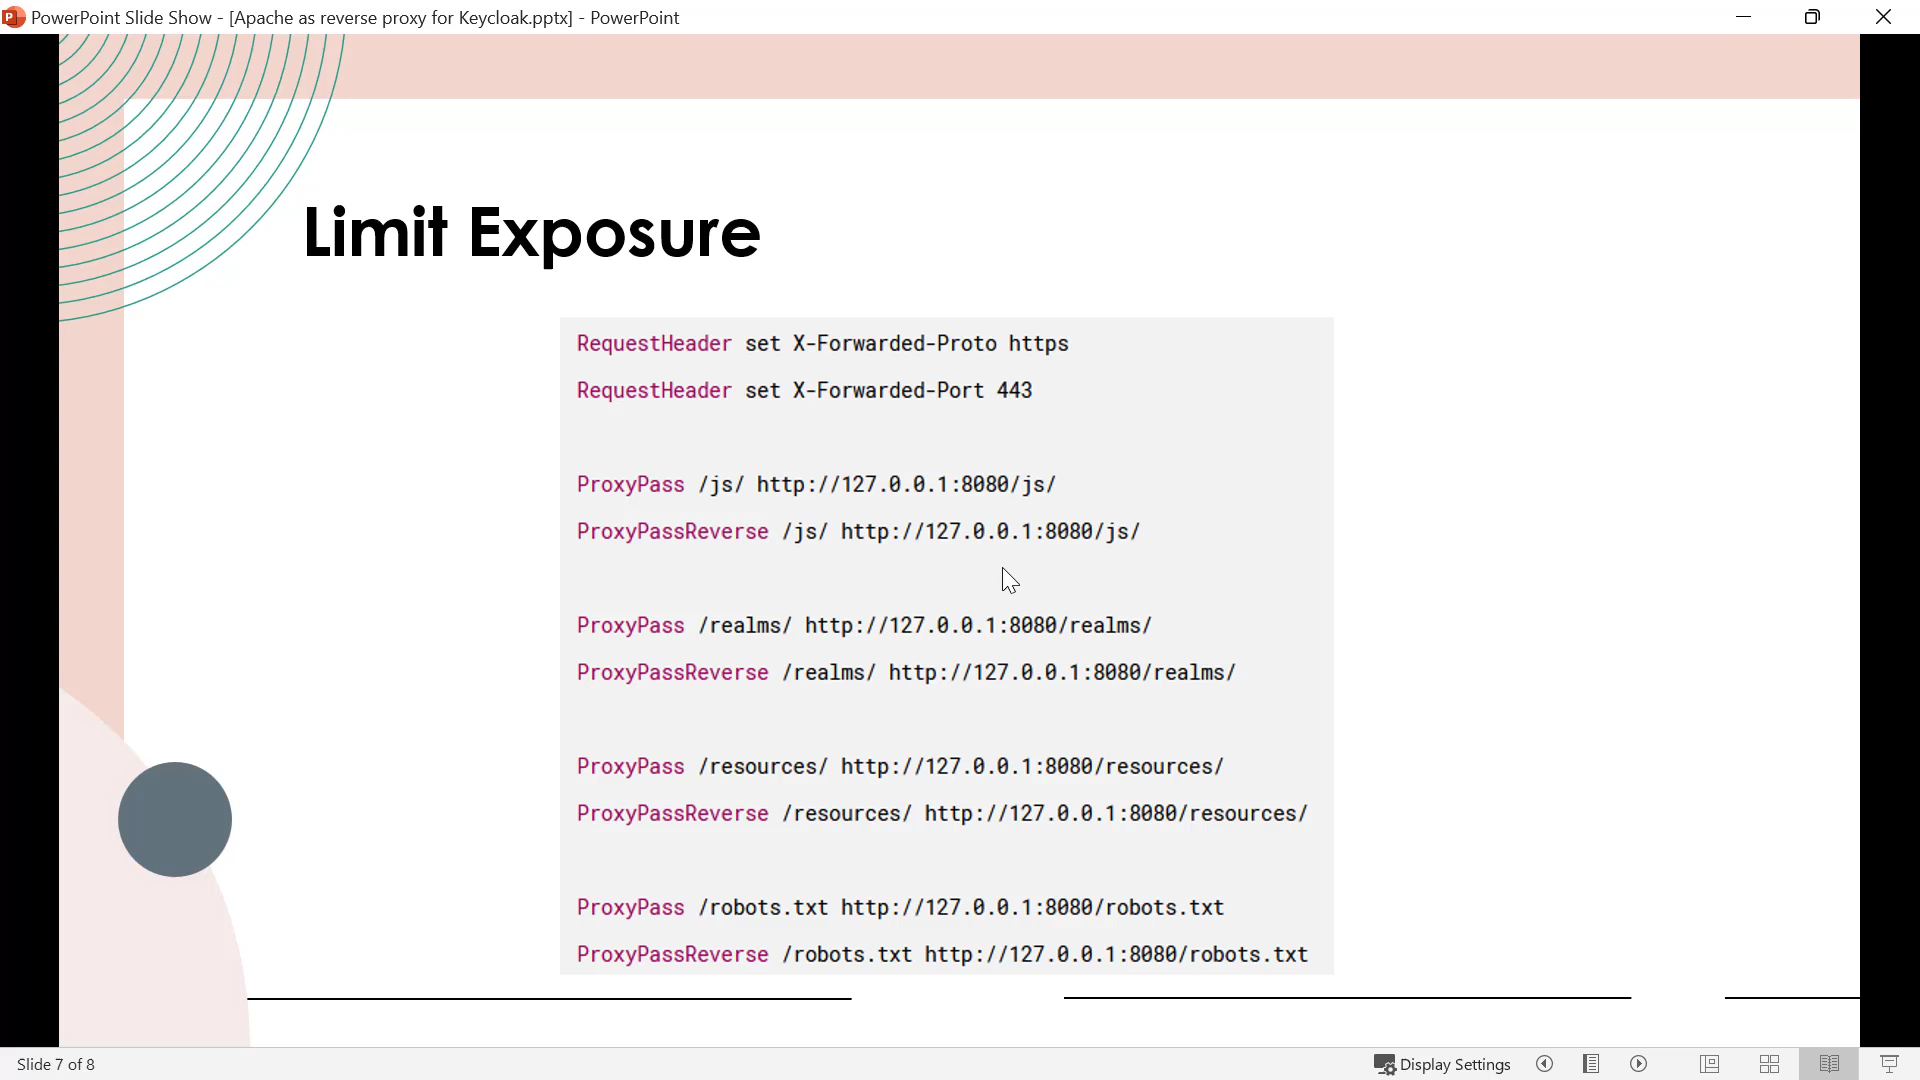 PowerPoint Slide Show - [Apache as reverse proxy for Keycloak.pptx] - PowerPoint
Limit Exposure
RequestHeader set X-Forwarded-Proto https
RequestHeader set X-Forwarded-Port 443
ProxyPass /js/ http://127.0.0.1:8080/js/
ProxyPassReverse /js/ http://127.0.0.1:8080/js/
ProxyPass /realms/ http://127.0.0.1:8080/realms/
ProxyPassReverse /realms/ http://127.0.0.1:8080/realms/
ProxyPass /resources/ http://127.0.0.1:8080/resources/
ProxyPassReverse /resources/ http://127.0.0.1:8080/resources/
ProxyPass /robots.txt http://127.0.0.1:8080/robots.txt
ProxyPassReverse /robots.txt http://127.0.0.1:8080/robots.txt
Slide 7 of 8
Display Settings